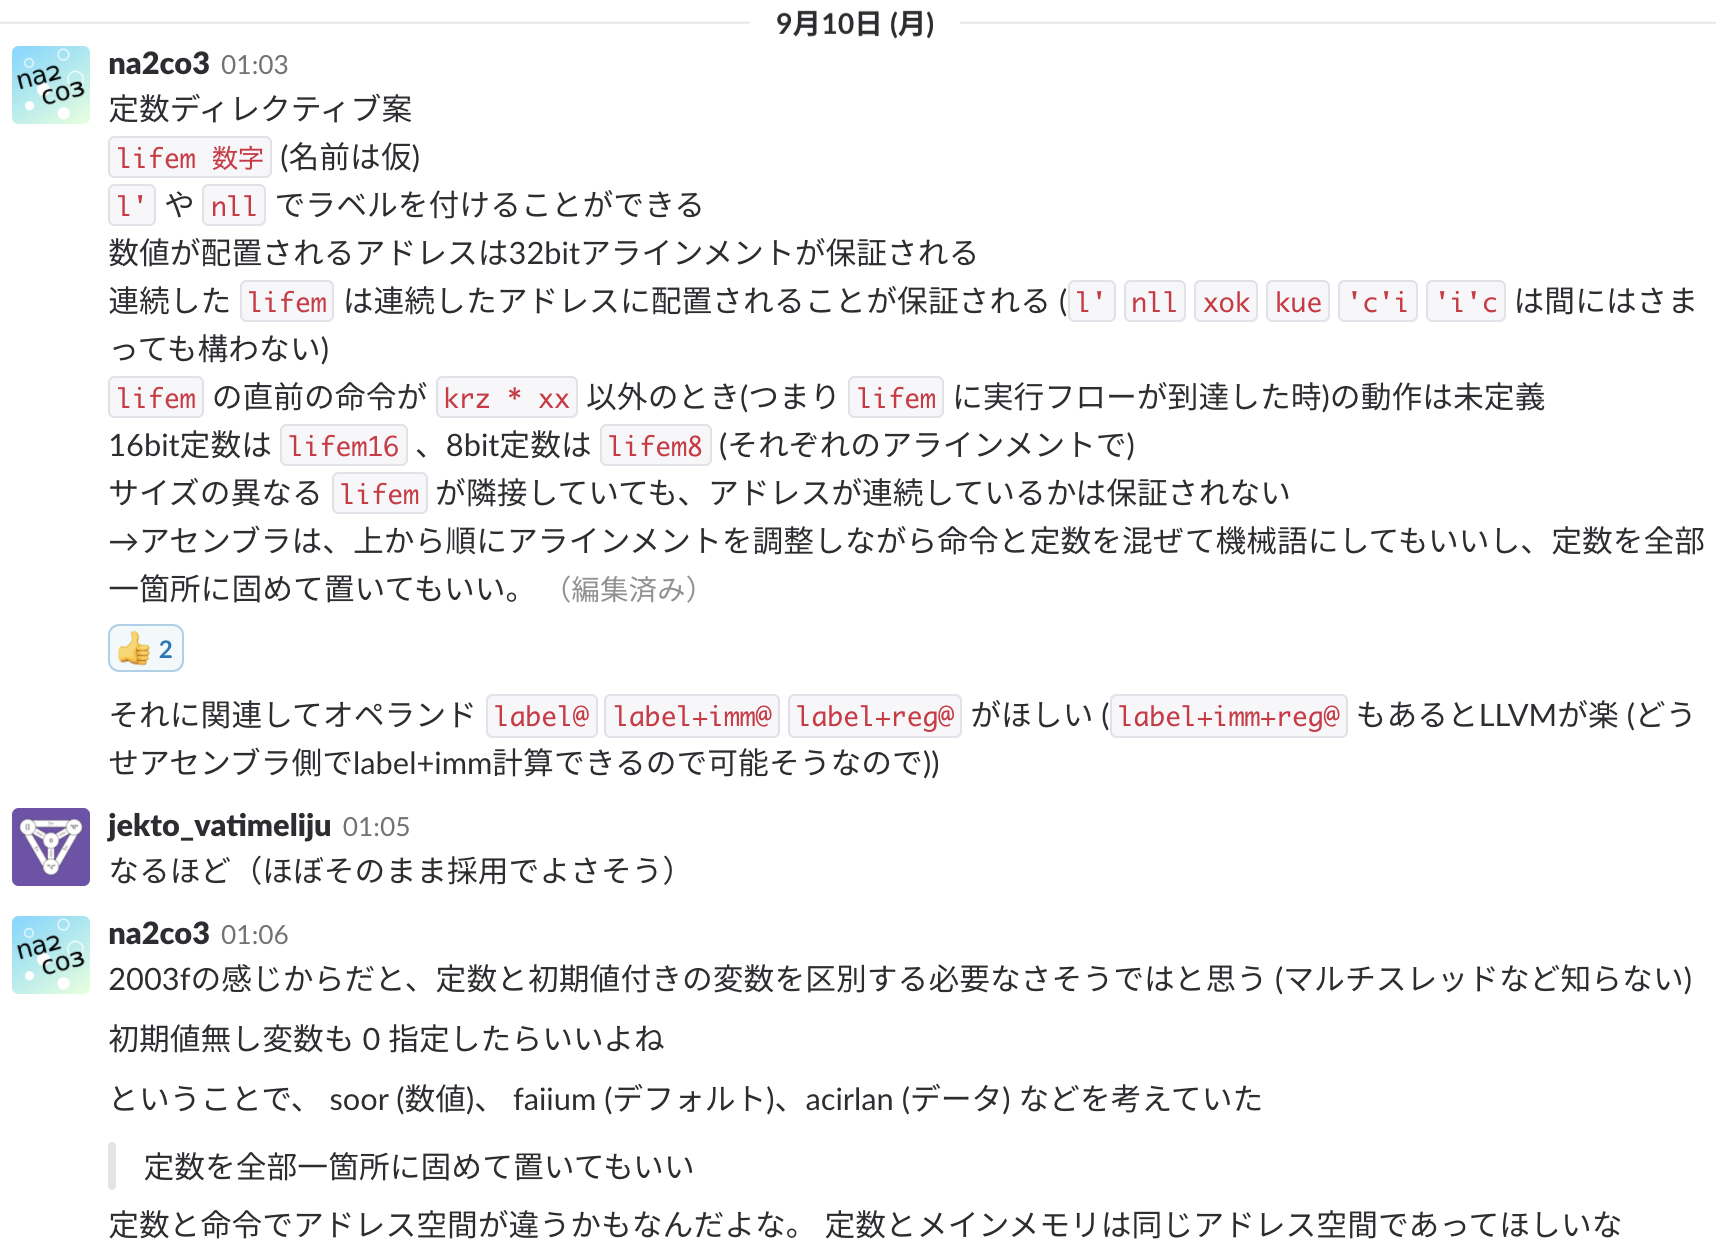 9月10日 (月)
na2co3 01:03
定数ディレクティブ案
lifem 数字 (名前は仮)
l' や nll でラベルを付けることができる
数値が配置されるアドレスは32bitアラインメントが保証される
連続した lifem は連続したアドレスに配置されることが保証される (l' nll xok kue 'c'i 'i'c は間にはさま
っても構わない)
lifem の直前の命令が krz * xx 以外のとき(つまり lifem に実行フローが到達した時)の動作は未定義
16bit定数は lifem16 、8bit定数は lifem8 (それぞれのアラインメントで)
サイズの異なる lifem が隣接していても、アドレスが連続しているかは保証されない
→アセンブラは、上から順にアラインメントを調整しながら命令と定数を混ぜて機械語にしてもいいし、定数を全部
一箇所に固めて置いてもいい。 （編集済み）
👍 2
それに関連してオペランド label@ label+imm@ label+reg@ がほしい (label+imm+reg@ もあるとLLVMが楽 (どう
せアセンブラ側でlabel+imm計算できるので可能そうなので))
jekto_vatimeliju 01:05
なるほど（ほぼそのまま採用でよさそう）
na2co3 01:06
2003fの感じからだと、定数と初期値付きの変数を区別する必要なさそうではと思う (マルチスレッドなど知らない)
初期値無し変数も 0 指定したらいいよね
ということで、 soor (数値)、 faiium (デフォルト)、acirlan (データ) などを考えていた
定数を全部一箇所に固めて置いてもいい
定数と命令でアドレス空間が違うかもなんだよな。 定数とメインメモリは同じアドレス空間であってほしいな
na2
co3
na2
co3